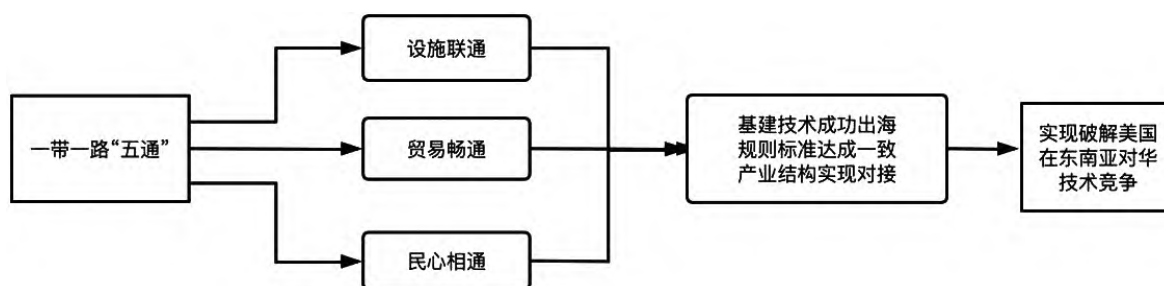 一带一路“五通”
设施联通
贸易畅通
民心相通
基建技术成功出海
规则标准达成一致
产业结构实现对接
实现破解美国
在东南亚对华
技术竞争